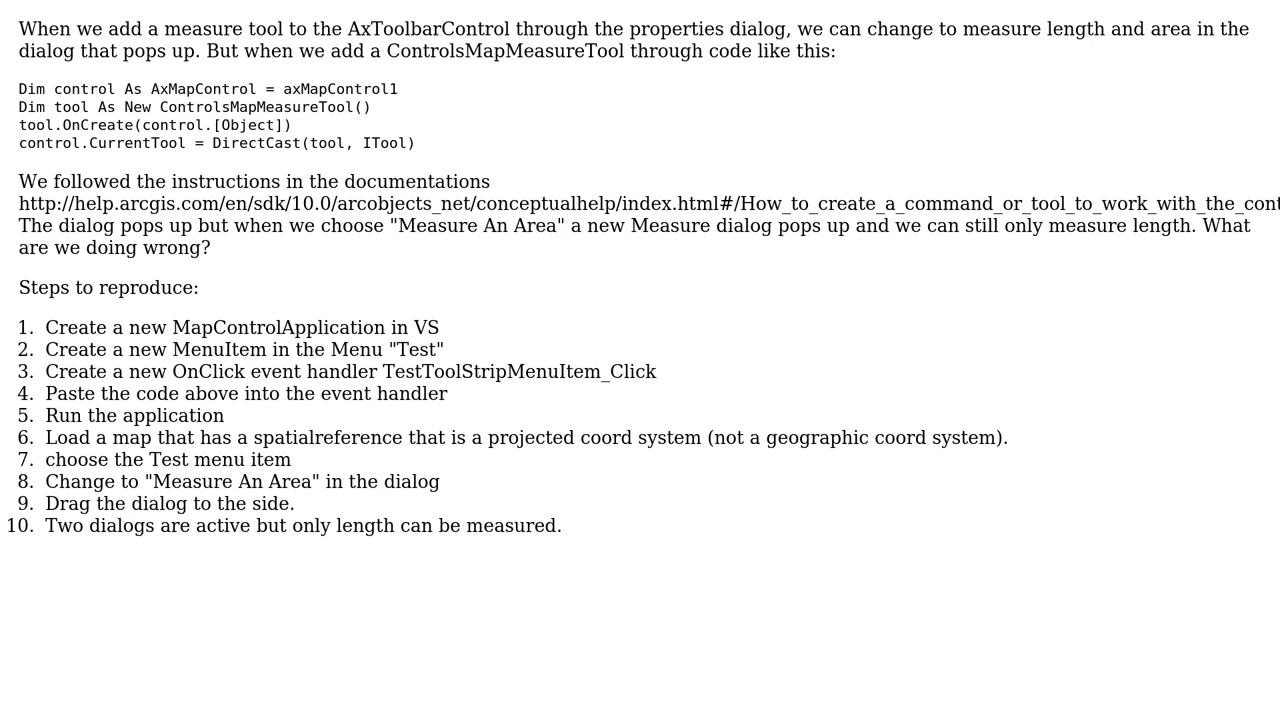 When we add a measure tool to the AxToolbarControl through the properties dialog, we can change to measure length and area in the
dialog that pops up. But when we add a ControlsMapMeasureTool through code like this:
Dim control As AxMapControl = axMapControl1
Dim tool As New ControlsMapMeasureTool()
tool.OnCreate(control.[Object])
control.CurrentTool = DirectCast(tool, ITool)
We followed the instructions in the documentations
http://help.arcgis.com/en/sdk/10.0/arcobjects_net/conceptualhelp/index.html#/How_to_create_a_command_or_tool_to_work_with_the_cont
The dialog pops up but when we choose "Measure An Area" a new Measure dialog pops up and we can still only measure length. What
are we doing wrong?
Steps to reproduce:
1. Create a new MapControlApplication in VS
2. Create a new MenuItem in the Menu "Test"
3. Create a new OnClick event handler TestToolStripMenuItem_Click
4. Paste the code above into the event handler
5. Run the application
6. Load a map that has a spatialreference that is a projected coord system (not a geographic coord system).
7. choose the Test menu item
8. Change to "Measure An Area" in the dialog
9. Drag the dialog to the side.
10. Two dialogs are active but only length can be measured.